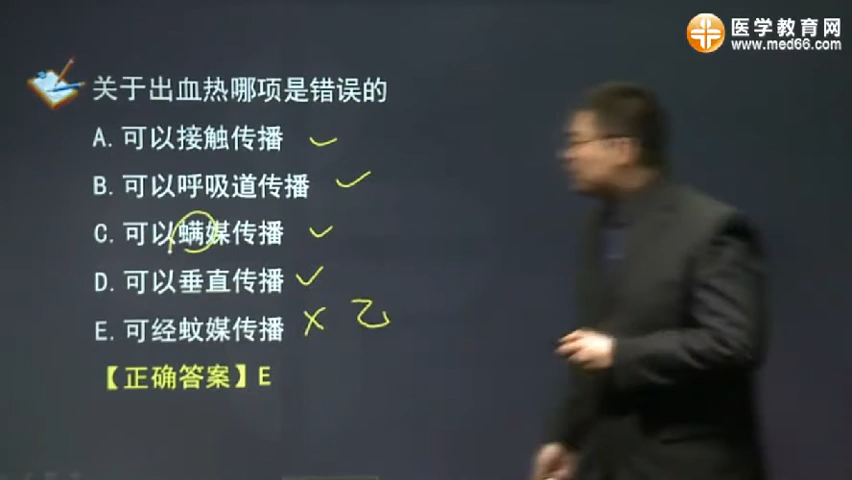 医学教育网
www.med66.com
关于出血热哪项是错误的
A. 可以接触传播
B. 可以呼吸道传播
C. 可以螨媒传播
D. 可以垂直传播
E. 可经蚊媒传播 乙
【正确答案】E